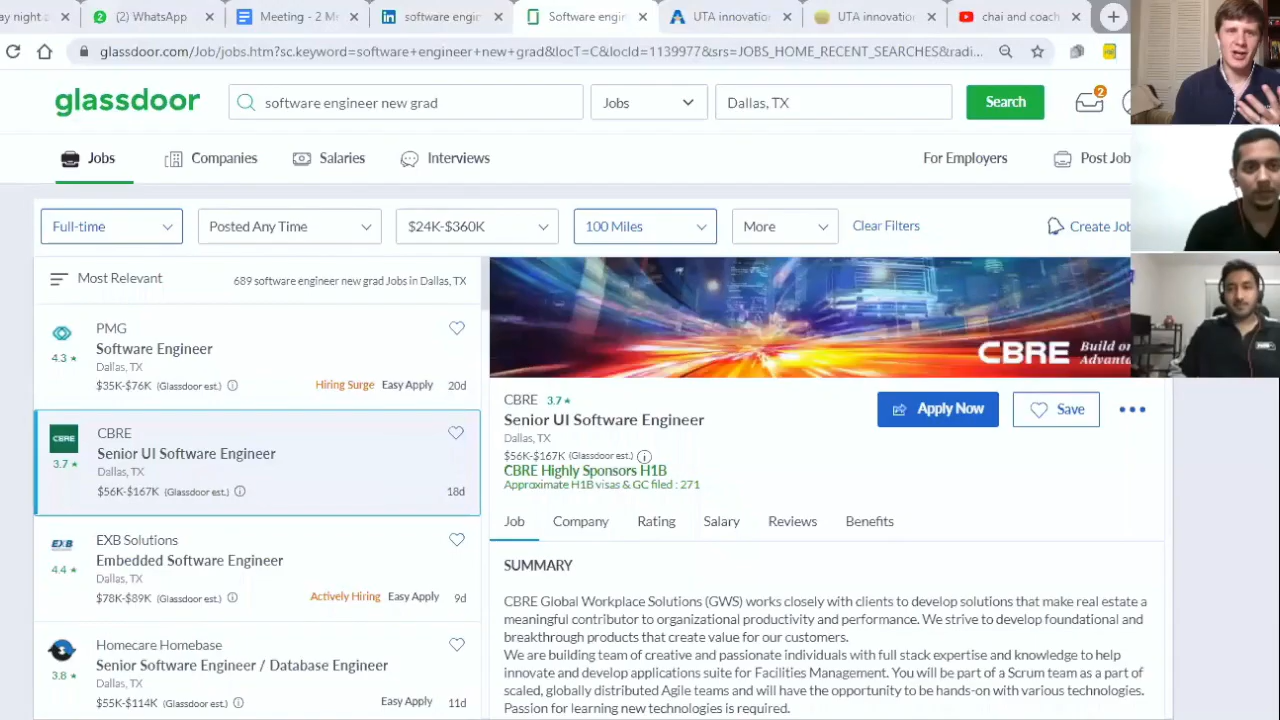 ay night
(2) WhatsApp
Meeting - 2 M
software
Software engin
UTA innovation
UTA innovati
chai and coach
glassdoor.com/Job/jobs.htm?sc.keyword=software+engineer+new+grad&locT=C&locId=1139977&srs=JOBS_HOME_RECENT_SEARCHES&radi...
glassdoor
software engineer new grad
Jobs
Dallas, TX
Search
2
Jobs
Companies
Salaries
Interviews
For Employers
Post Job
Full-time
Posted Any Time
$24K-$360K
100 Miles
More
Clear Filters
Create Job
Most Relevant
689 software engineer new grad Jobs in Dallas, TX
PMG
Software Engineer
4.3 ★
Dallas, TX
$35K-$76K (Glassdoor est.)
Hiring Surge
Easy Apply
20d
CBRE
CBRE
Senior UI Software Engineer
3.7 ★
Dallas, TX
$56K-$167K (Glassdoor est.)
18d
EXB
EXB Solutions
Embedded Software Engineer
4.4 ★
Dallas, TX
$78K-$89K (Glassdoor est.)
Actively Hiring
Easy Apply
9d
Homecare Homebase
Senior Software Engineer / Database Engineer
3.8 ★
Dallas, TX
$55K-$114K (Glassdoor est.)
Easy Apply
11d
CBRE
Build on
Advanta
CBRE 3.7 ★
Senior UI Software Engineer
Dallas, TX
$56K-$167K (Glassdoor est.)
CBRE Highly Sponsors H1B
Approximate H1B visas & GC filed : 271
Apply Now
Save
Job
Company
Rating
Salary
Reviews
Benefits
SUMMARY
CBRE Global Workplace Solutions (GWS) works closely with clients to develop solutions that make real estate a
meaningful contributor to organizational productivity and performance. We strive to develop foundational and
breakthrough products that create value for our customers.
We are building team of creative and passionate individuals with full stack expertise and knowledge to help
innovate and develop applications suite for Facilities Management. You will be part of a Scrum team as a part of
scaled, globally distributed Agile teams and will have the opportunity to be hands-on with various technologies.
Passion for learning new technologies is required.